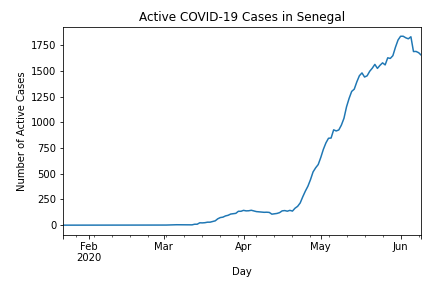 Active COVID-19 Cases in Senegal
Number of Active Cases
1750
1500
1250
1000
750
500
250
0
Feb
2020
Mar
Apr
May
Jun
Day